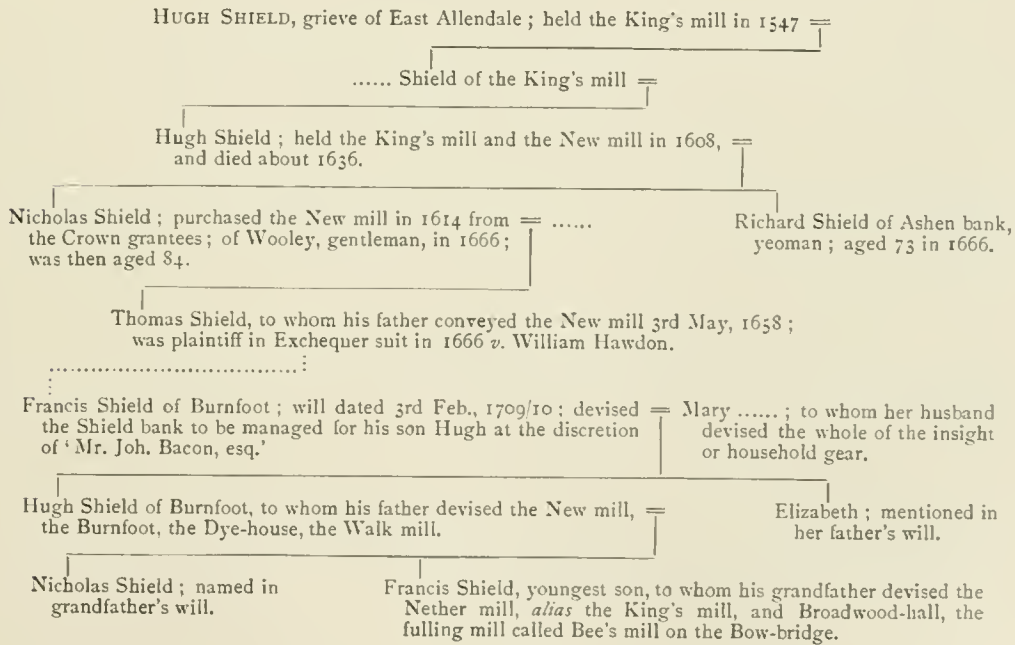 HUGH SHIELD, grieve of East Allendale ; held the King's mill in 1547 =
...... Shield of the King's mill =
Hugh Shield ; held the King's mill and the New mill in 1608, =
and died about 1636.
Nicholas Shield ; purchased the New mill in 1614 from = ......
the Crown grantees ; of Wooley, gentleman, in 1666 ;
was then aged 84.
Richard Shield of Ashen bank,
yeoman ; aged 73 in 1666.
Thomas Shield, to whom his father conveyed the New mill 3rd May, 1658 ;
was plaintiff in Exchequer suit in 1666 v. William Hawdon.
Francis Shield of Burnfoot ; will dated 3rd Feb., 1709/10 : devised =
the Shield bank to be managed for his son Hugh at the discretion
of ' Mr. Joh. Bacon, esq.'
Mary ...... ; to whom her husband
devised the whole of the insight
or household gear.
Hugh Shield of Burnfoot, to whom his father devised the New mill, =
the Burnfoot, the Dye-house, the Walk mill.
Elizabeth ; mentioned in
her father's will.
Nicholas Shield ; named in
grandfather's will.
Francis Shield, youngest son, to whom his grandfather devised the
Nether mill, alias the King's mill, and Broadwood-hall, the
fulling mill called Bee's mill on the Bow-bridge.